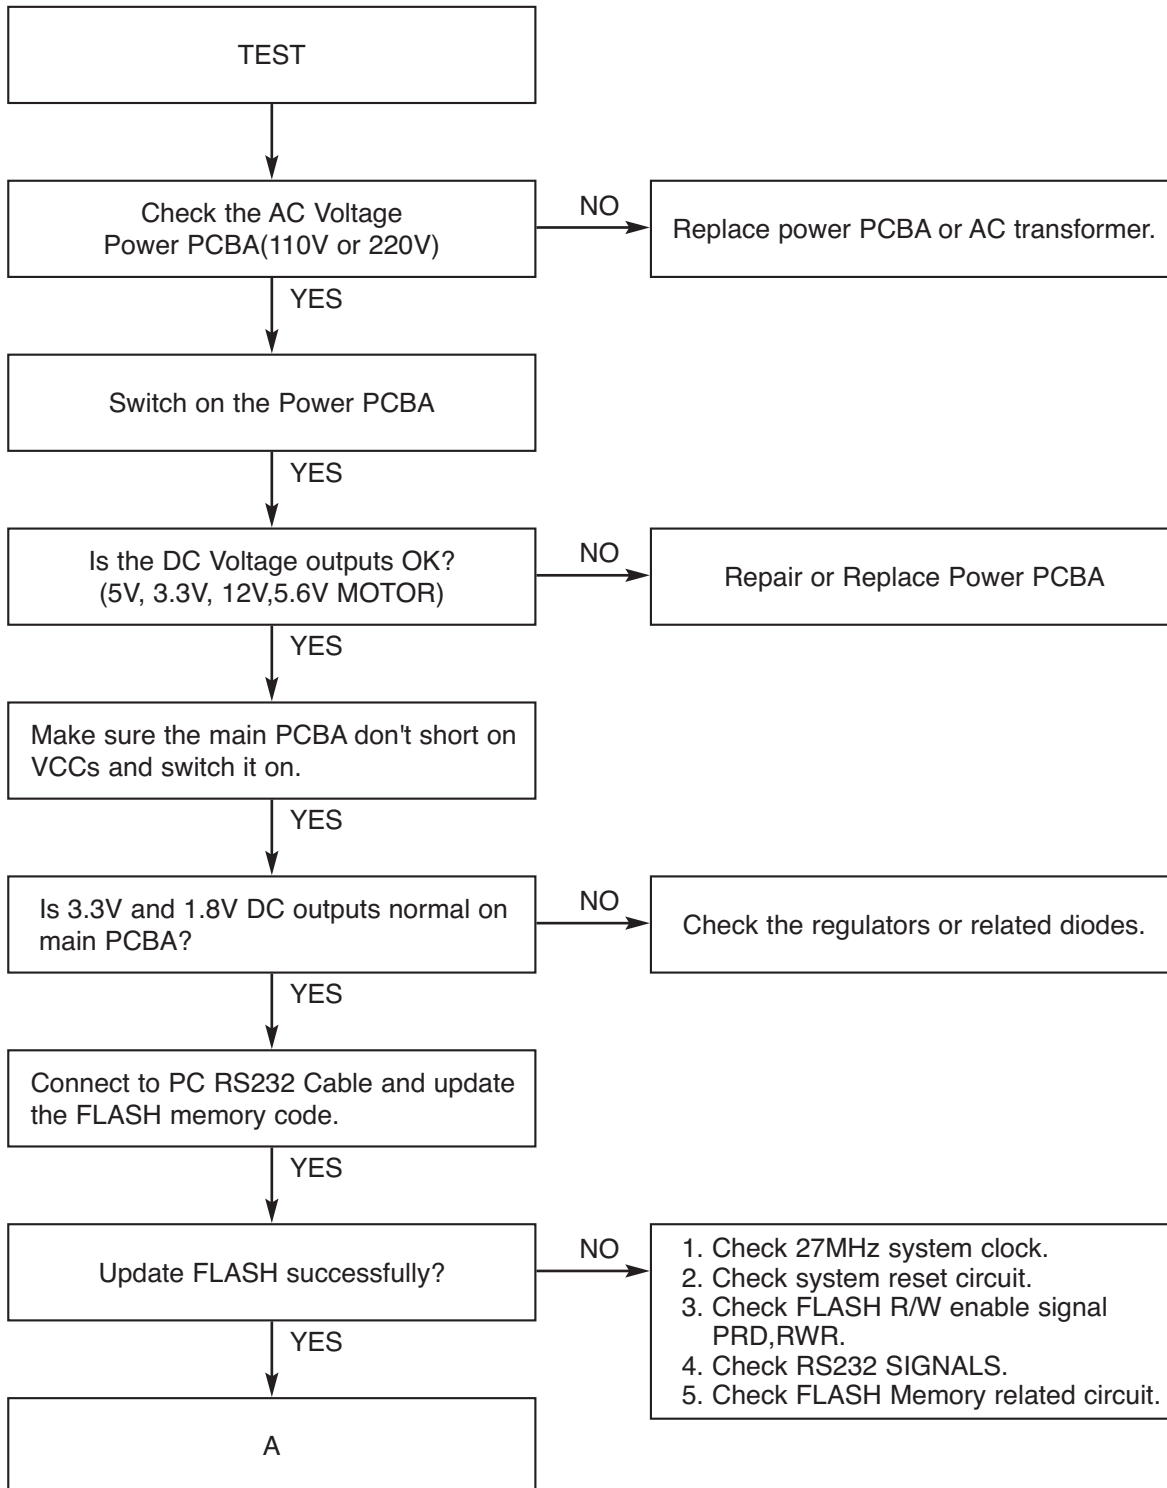 TEST
Check the AC Voltage
Power PCBA(110V or 220V)
NO
Replace power PCBA or AC transformer.
YES
Switch on the Power PCBA
YES
Is the DC Voltage outputs OK?
(5V, 3.3V, 12V,5.6V MOTOR)
NO
Repair or Replace Power PCBA
YES
Make sure the main PCBA don't short on
VCCs and switch it on.
YES
Is 3.3V and 1.8V DC outputs normal on
main PCBA?
NO
Check the regulators or related diodes.
YES
Connect to PC RS232 Cable and update
the FLASH memory code.
YES
Update FLASH successfully?
NO
1. Check 27MHz system clock.
2. Check system reset circuit.
3. Check FLASH R/W enable signal
PRD,RWR.
4. Check RS232 SIGNALS.
5. Check FLASH Memory related circuit.
YES
A